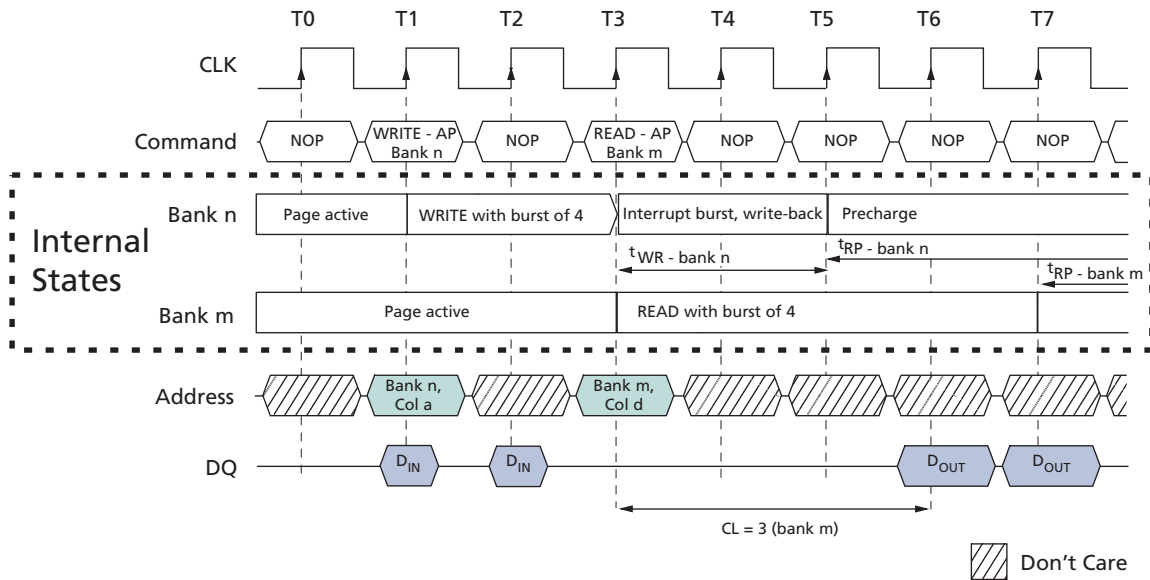 T0 T1 T2 T3 T4 T5 T6 T7
CLK
Command NOP WRITE - AP Bank n NOP READ - AP Bank m NOP NOP NOP NOP
Internal States
Bank n Page active WRITE with burst of 4 Interrupt burst, write-back Precharge
tWR - bank n tRP - bank n
tRP - bank m
Bank m Page active READ with burst of 4
Address Bank n, Col a Bank m, Col d
DQ DIN DIN DOUT DOUT
CL = 3 (bank m)
Don't Care